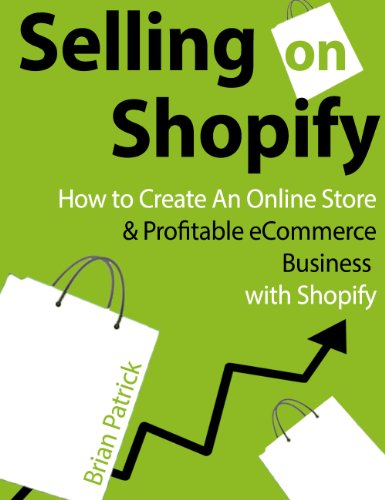 Selling on
Shopify
How to Create An Online Store
& Profitable eCommerce
Business
with Shopify
Brian Patrick